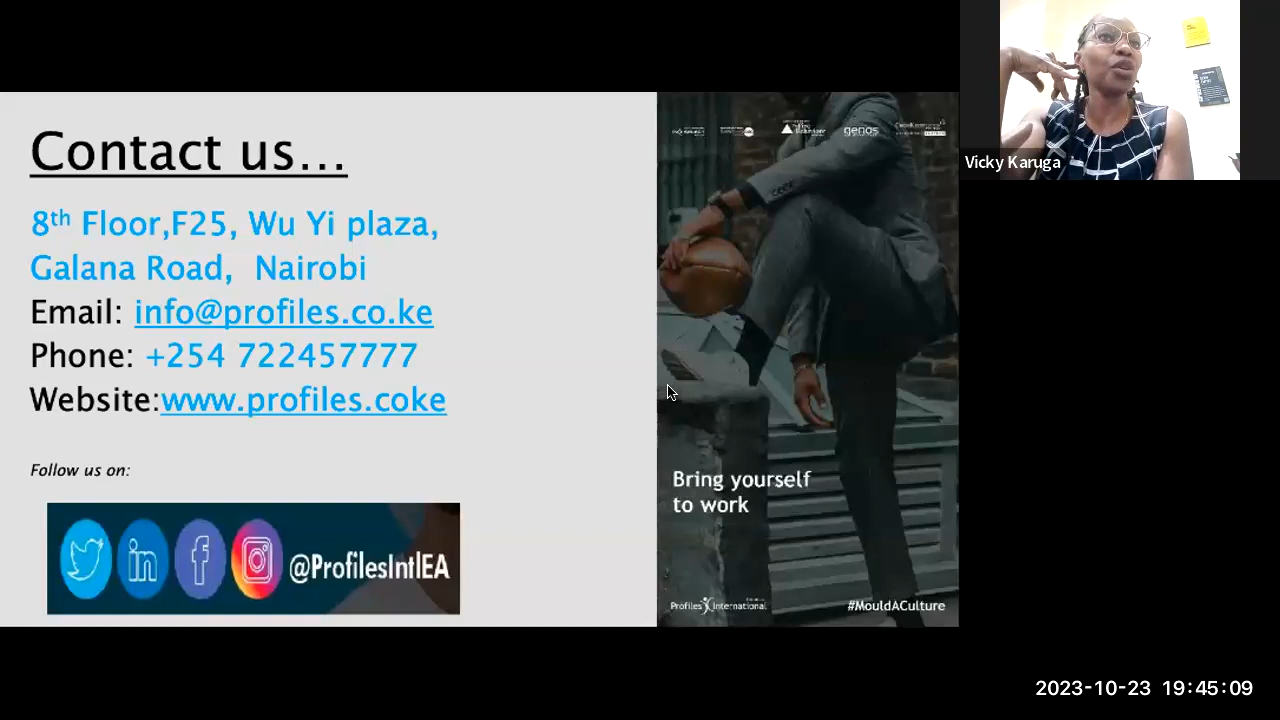 Contact us...
8th Floor,F25, Wu Yi plaza,
Galana Road, Nairobi
Email: info@profiles.co.ke
Phone: +254 722457777
Website:www.profiles.coke
Follow us on:
@ProfilesIntlEA
genos
Bring yourself
to work
Profiles International
#MouldACulture
Vicky Karuga
2023-10-23 19:45:09